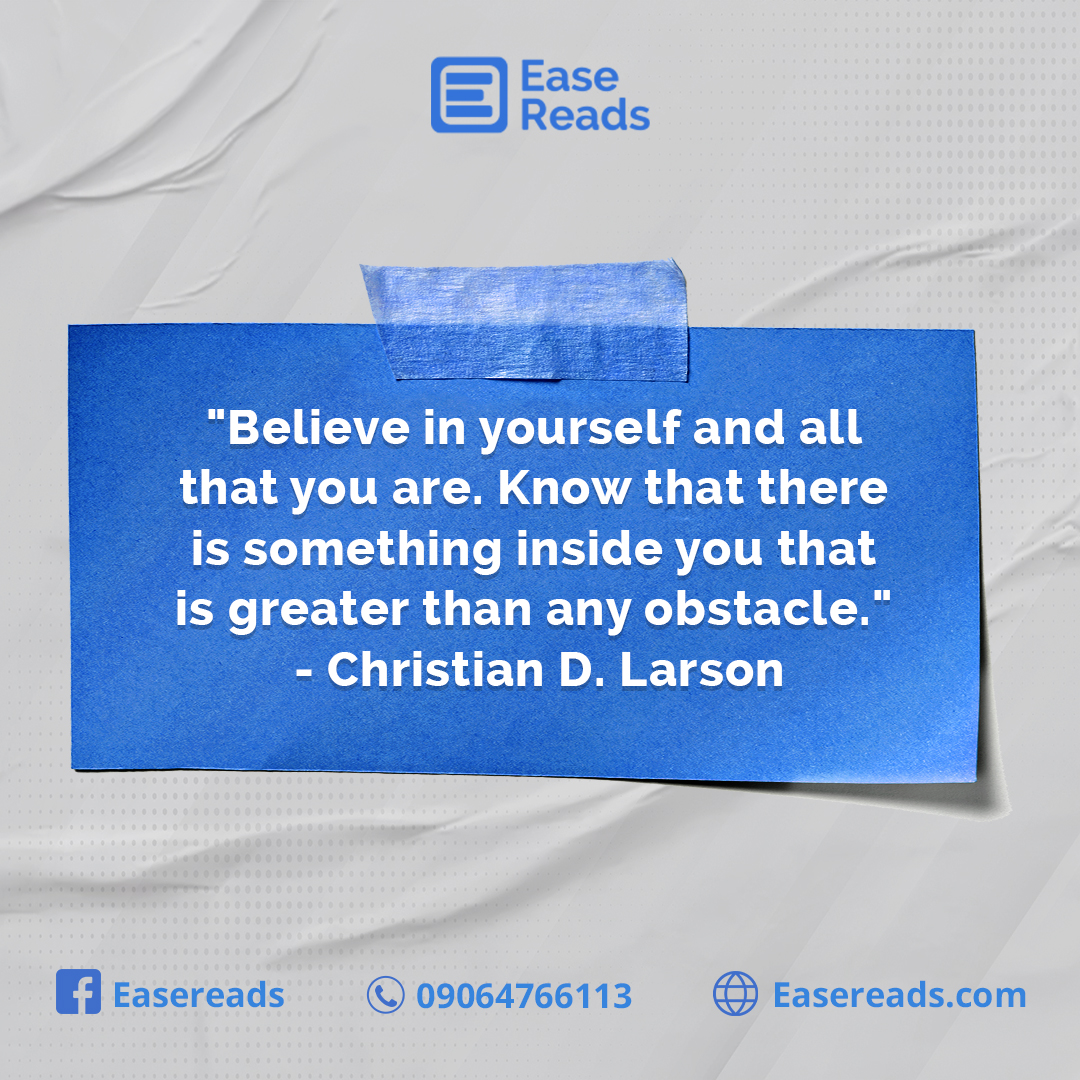 Ease
Reads
"Believe in yourself and all
that you are. Know that there
is something inside you that
is greater than any obstacle."
- Christian D. Larson
Easereads
09064766113
Easereads.com